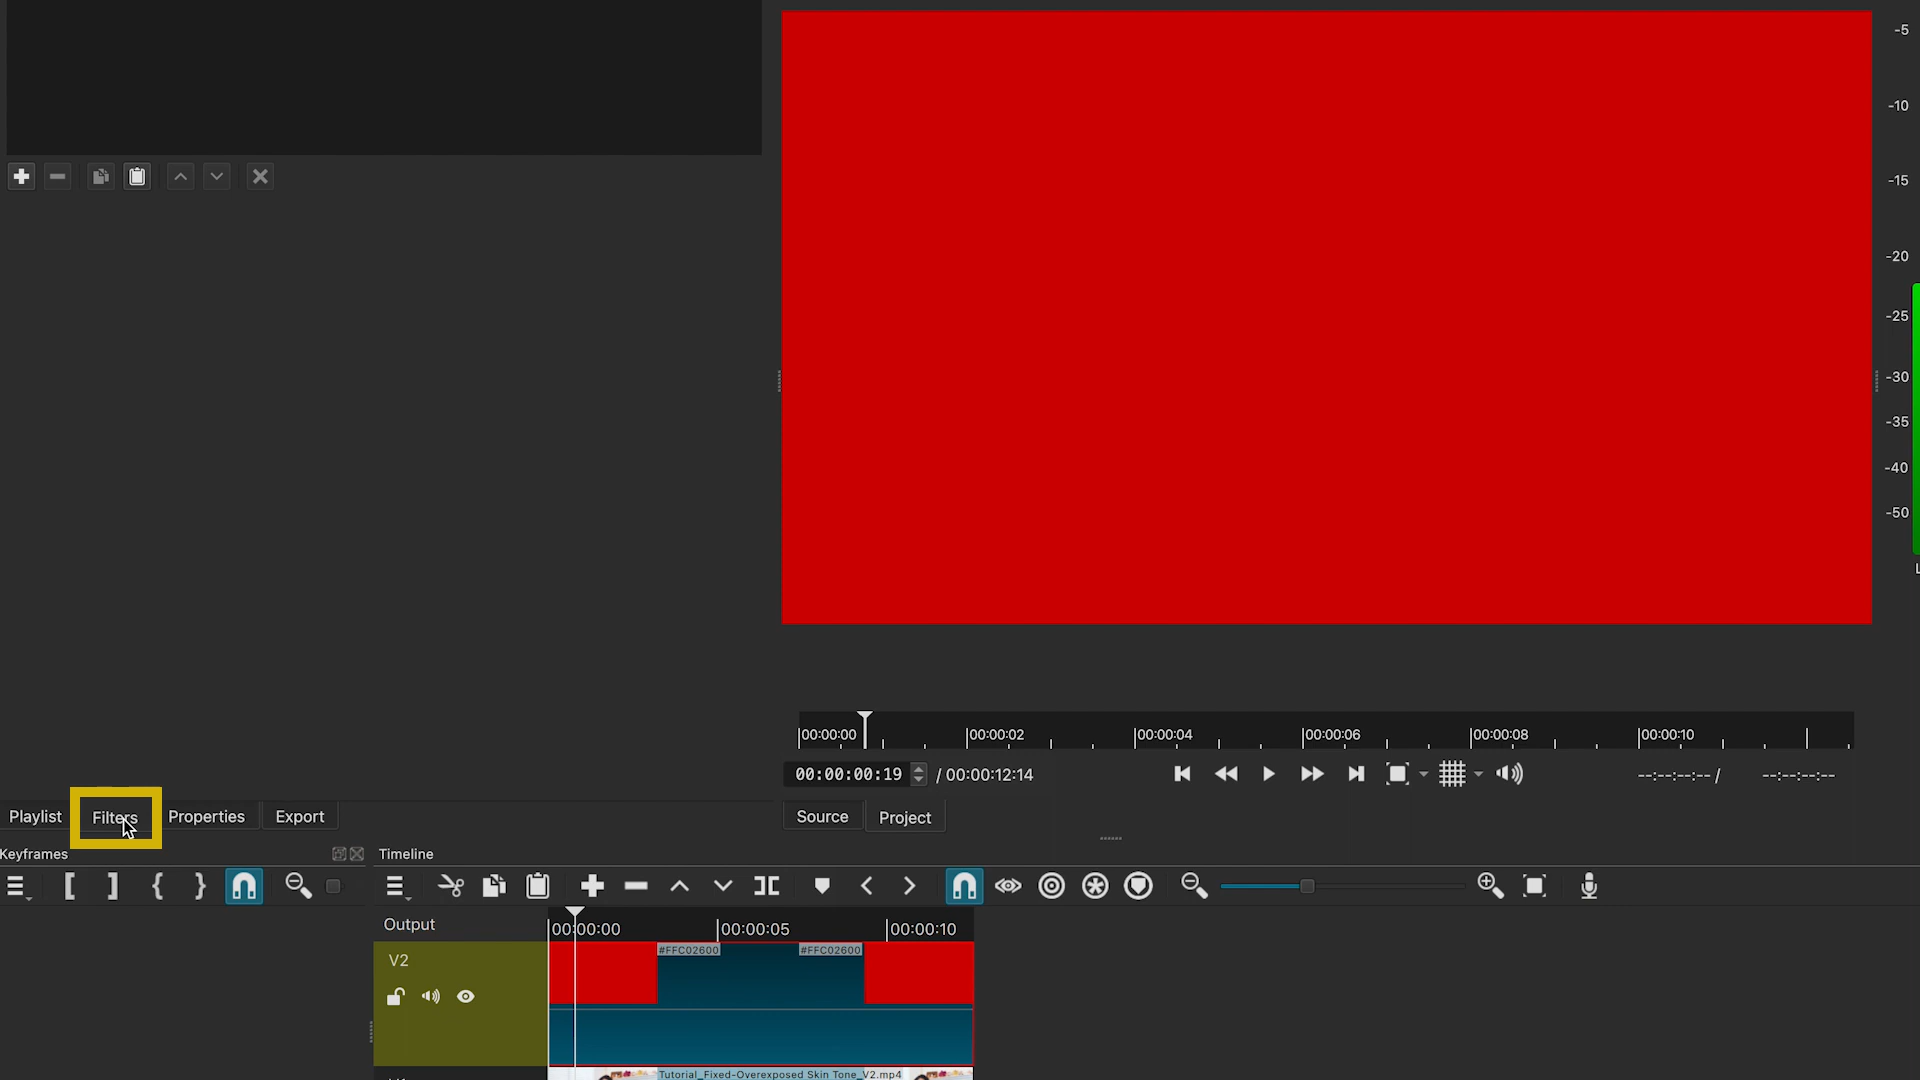 -5
-10
-15
-20
-25
-30
-35
-40
-50
L
00:00:00 00:00:02 00:00:04 00:00:06 00:00:08 00:00:10
00:00:00:19 / 00:00:12:14 --:--:--:-- / --:--:--:--
Playlist Filters Properties Export Source Project
Keyframes Timeline
Output 00:00:00 00:00:05 00:00:10
#FFC02600 #FFC02600
V2
Tutorial_Fixed-Overexposed Skin Tone_V2.mp4